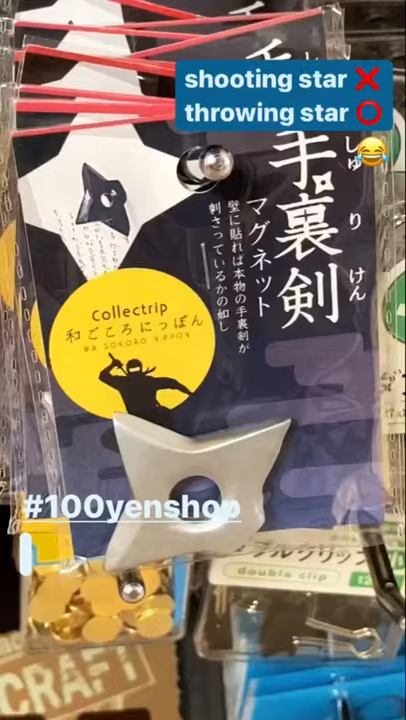 shooting star ❌
throwing star ⭕
😂
手裏剣
しゅりけん
マグネット
壁に貼れば本物の手裏剣が
刺さっているかの如し
Collectrip
和ごころにっぽん
WA GOKORO NIPPON
#100yenshop
double clip
CRAFT